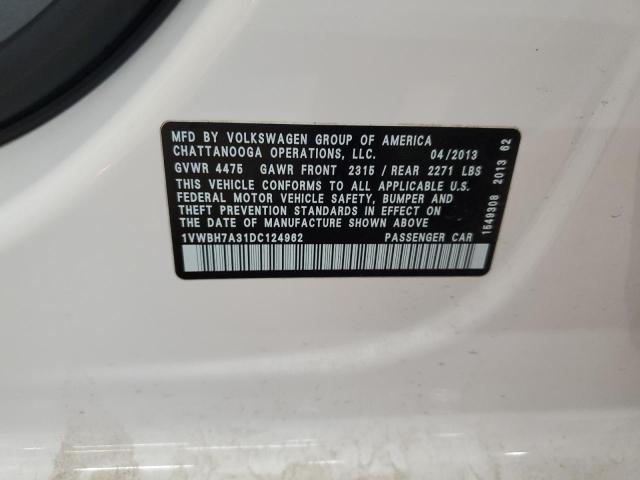 MFD BY VOLKSWAGEN GROUP OF AMERICA
CHATTANOOGA OPERATIONS, LLC. 04/2013
GVWR 4475 GAWR FRONT 2315 / REAR 2271 LBS
THIS VEHICLE CONFORMS TO ALL APPLICABLE U.S.
FEDERAL MOTOR VEHICLE SAFETY, BUMPER AND
THEFT PREVENTION STANDARDS IN EFFECT ON
THE DATE OF MANUFACTURE SHOWN ABOVE
1VWBH7A31DC124962 PASSENGER CAR
1549308 2013 62